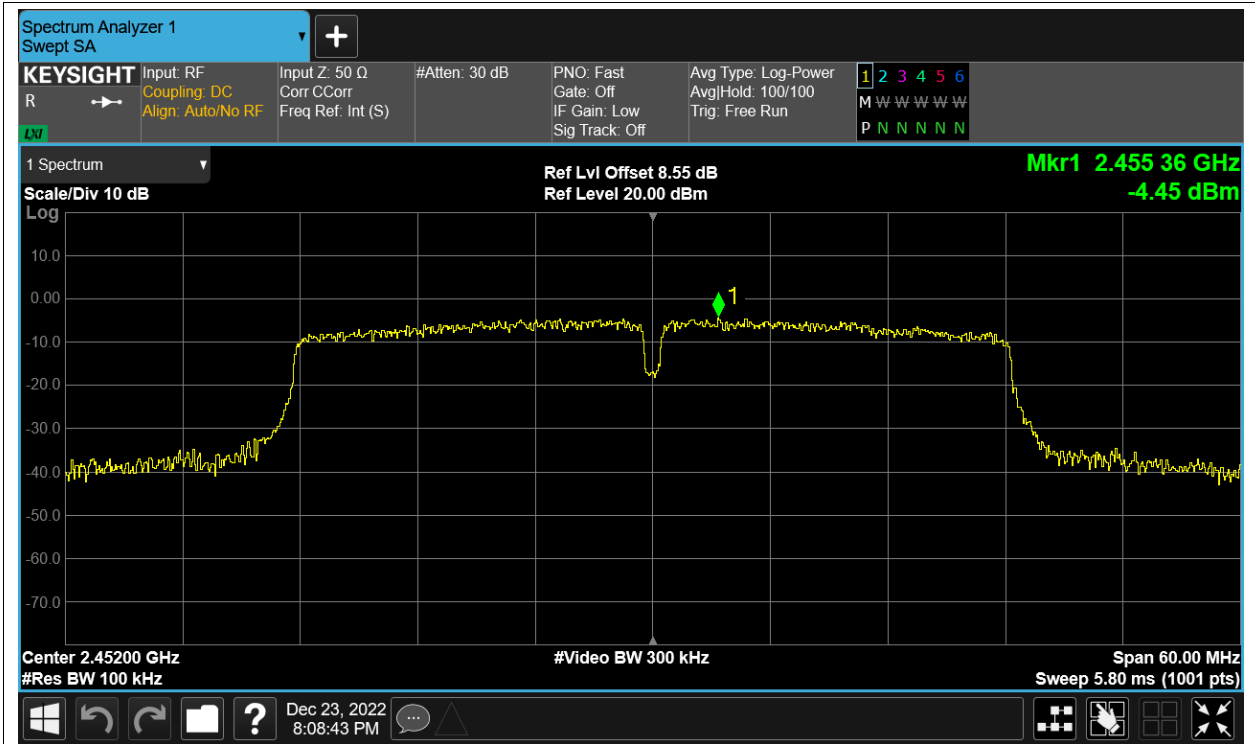 Spectrum Analyzer 1
Swept SA
KEYSIGHT
R
LXI
Input: RF
Coupling: DC
Align: Auto/No RF
Input Z: 50 Ω
Corr CCorr
Freq Ref: Int (S)
#Atten: 30 dB
PNO: Fast
Gate: Off
IF Gain: Low
Sig Track: Off
Avg Type: Log-Power
Avg|Hold: 100/100
Trig: Free Run
1 2 3 4 5 6
M W W W W W
P N N N N N
1 Spectrum
Scale/Div 10 dB
Ref Lvl Offset 8.55 dB
Ref Level 20.00 dBm
Mkr1 2.455 36 GHz
-4.45 dBm
Log
10.0
0.00
-10.0
-20.0
-30.0
-40.0
-50.0
-60.0
-70.0
1
Center 2.45200 GHz
#Res BW 100 kHz
#Video BW 300 kHz
Span 60.00 MHz
Sweep 5.80 ms (1001 pts)
?
Dec 23, 2022
8:08:43 PM